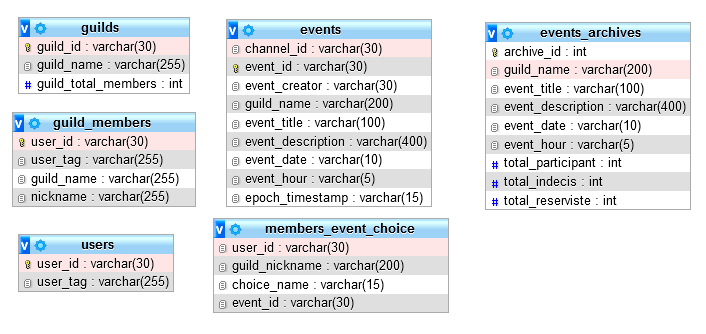 guilds
guild_id : varchar(30)
guild_name : varchar(255)
# guild_total_members : int
guild_members
user_id : varchar(30)
user_tag : varchar(255)
guild_name : varchar(255)
nickname : varchar(255)
users
user_id : varchar(30)
user_tag : varchar(255)
events
channel_id : varchar(30)
event_id : varchar(30)
event_creator : varchar(30)
guild_name : varchar(200)
event_title : varchar(100)
event_description : varchar(400)
event_date : varchar(10)
event_hour : varchar(5)
epoch_timestamp : varchar(15)
members_event_choice
user_id : varchar(30)
guild_nickname : varchar(200)
choice_name : varchar(15)
event_id : varchar(30)
events_archives
archive_id : int
guild_name : varchar(200)
event_title : varchar(100)
event_description : varchar(400)
event_date : varchar(10)
event_hour : varchar(5)
# total_participant : int
# total_indecis : int
# total_reserviste : int